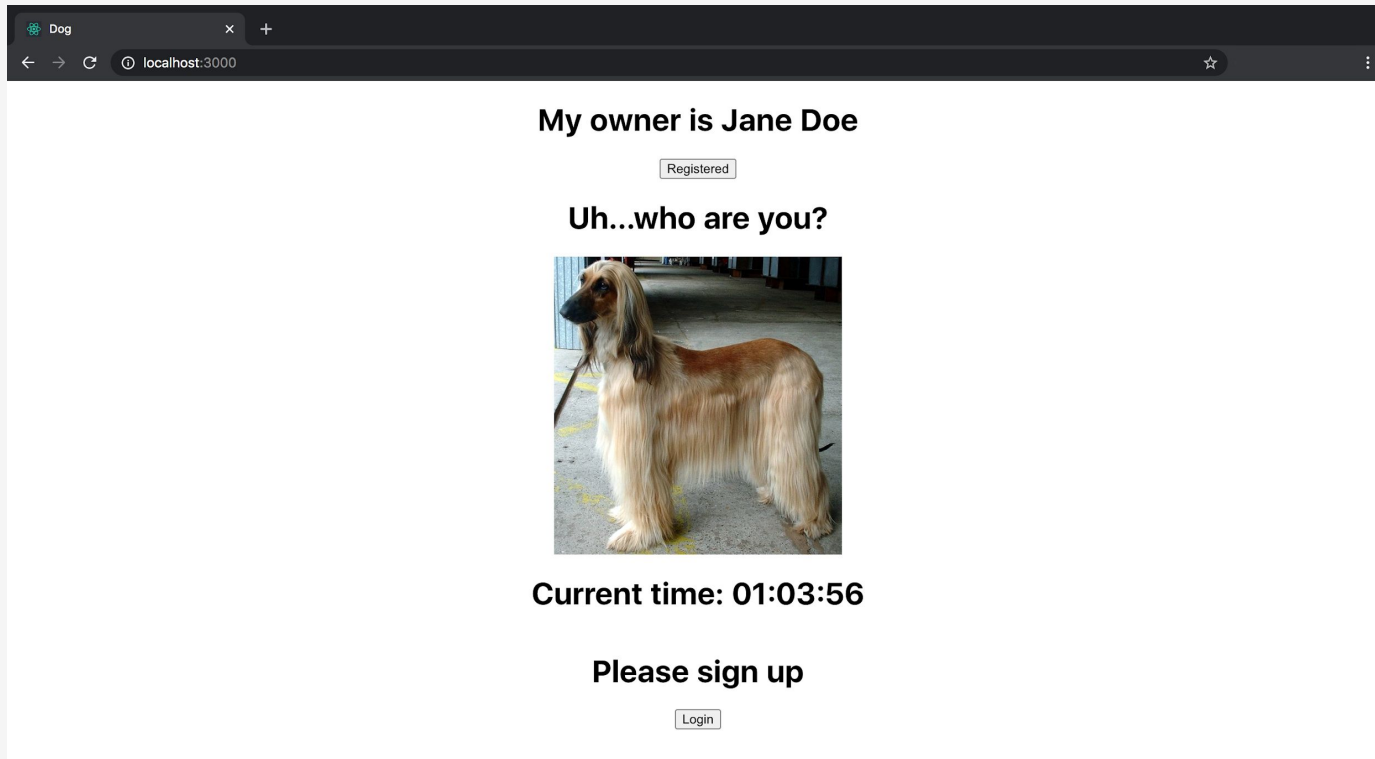 Dog
localhost:3000
My owner is Jane Doe
Registered
Uh...who are you?
Current time: 01:03:56
Please sign up
Login